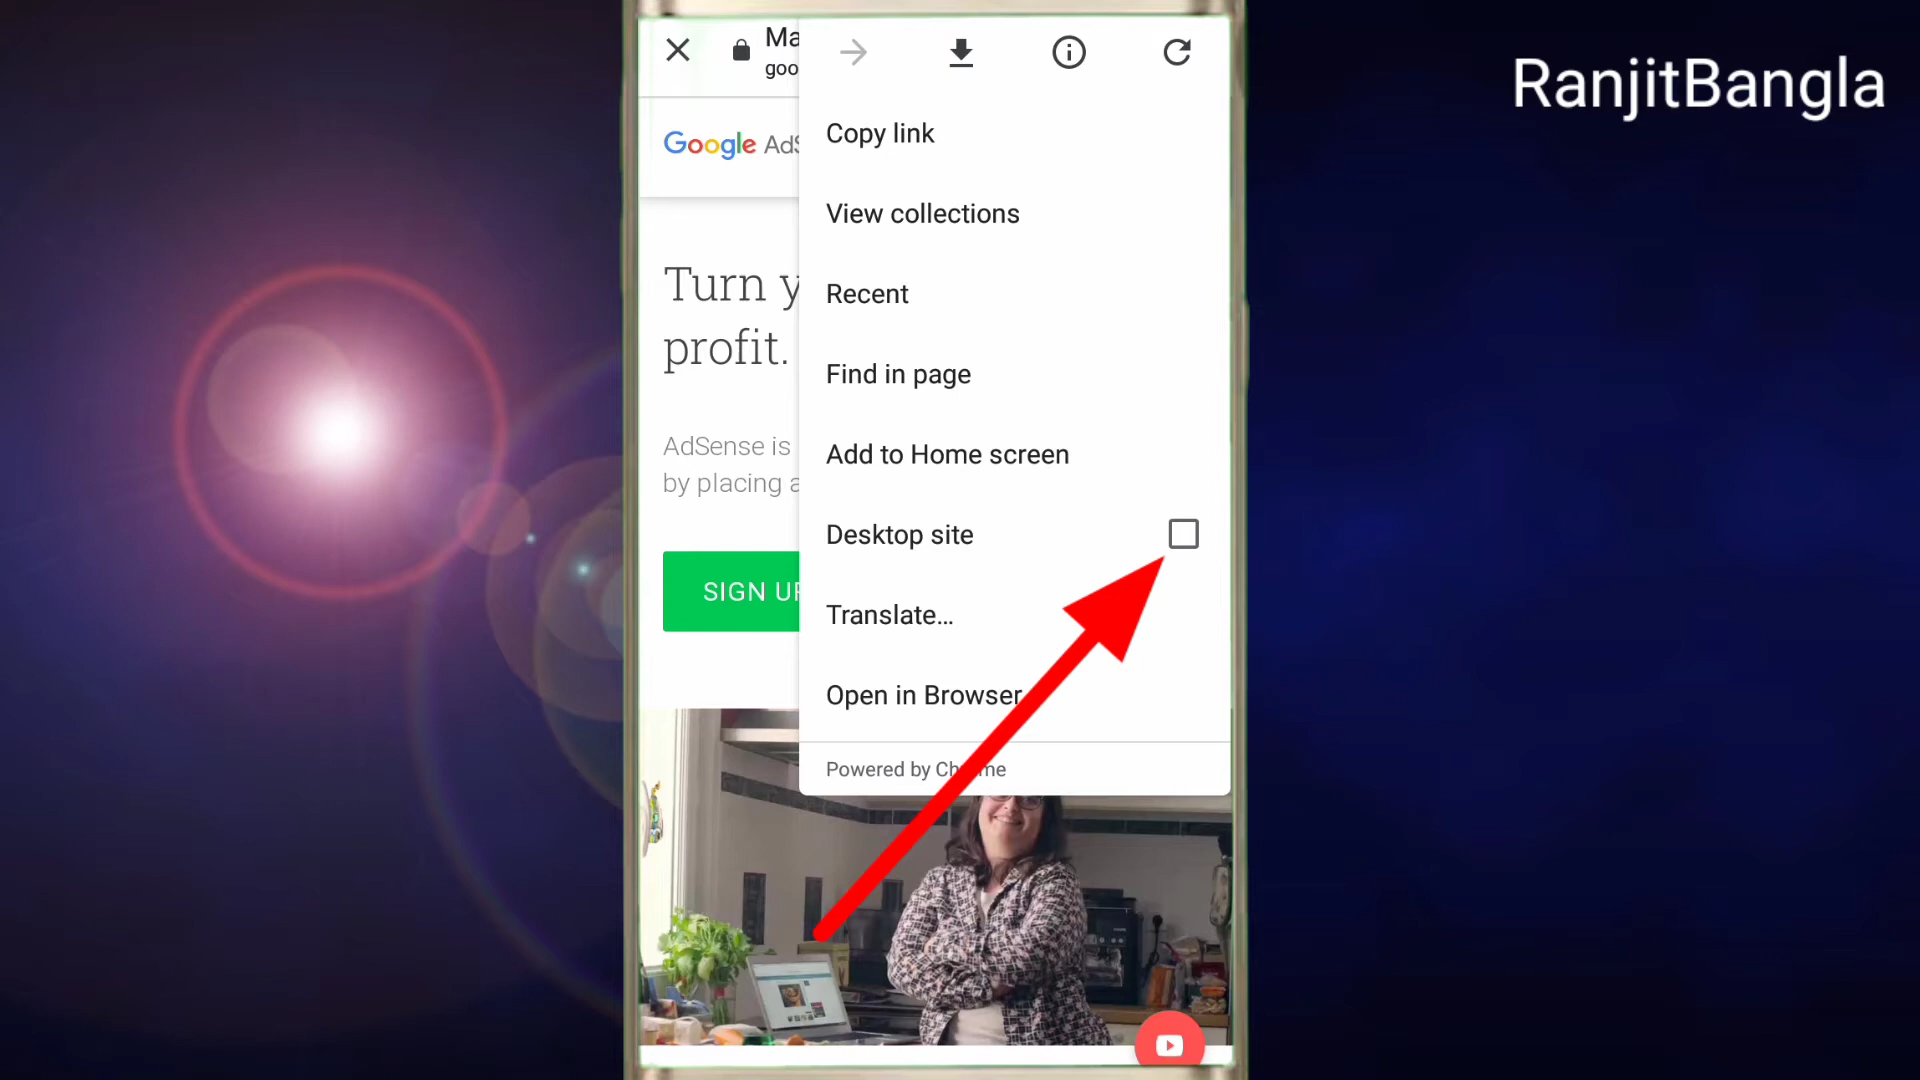 RanjitBangla
Ma
goo
Copy link
Google AdS
View collections
Turn y
profit.
Recent
Find in page
AdSense is
by placing a
Add to Home screen
Desktop site
SIGN UP
Translate...
Open in Browser
Powered by Chrome